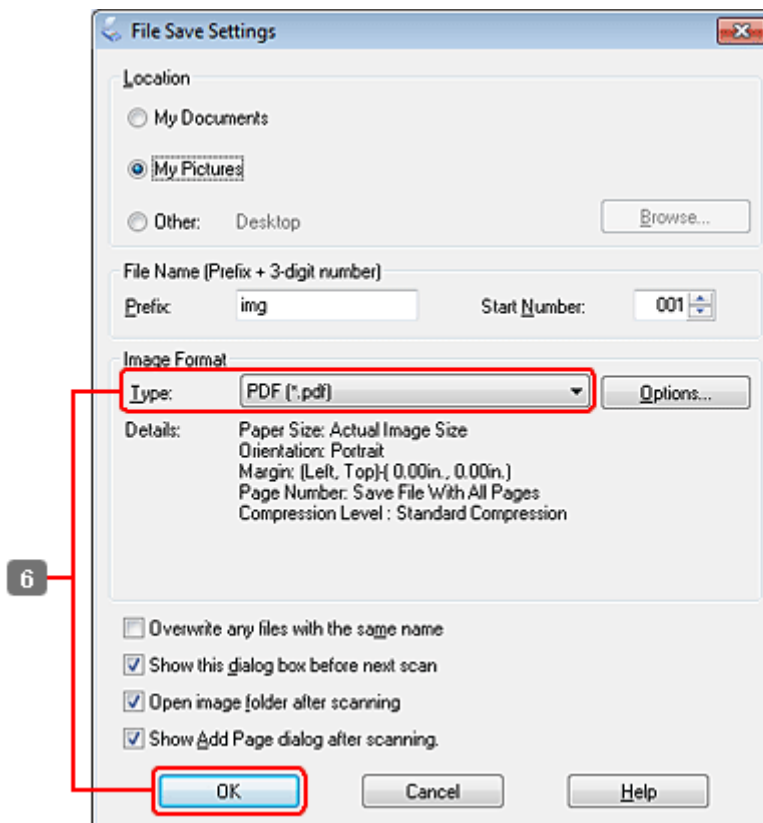 File Save Settings
Location
My Documents
My Pictures
Other: Desktop Browse...
File Name (Prefix + 3-digit number)
Prefix: img Start Number: 001
Image Format
Type: PDF (*.pdf) Options...
Details: Paper Size: Actual Image Size
Orientation: Portrait
Margin: (Left, Top)-( 0.00in., 0.00in.)
Page Number: Save File With All Pages
Compression Level : Standard Compression
6
Overwrite any files with the same name
Show this dialog box before next scan
Open image folder after scanning
Show Add Page dialog after scanning.
OK Cancel Help